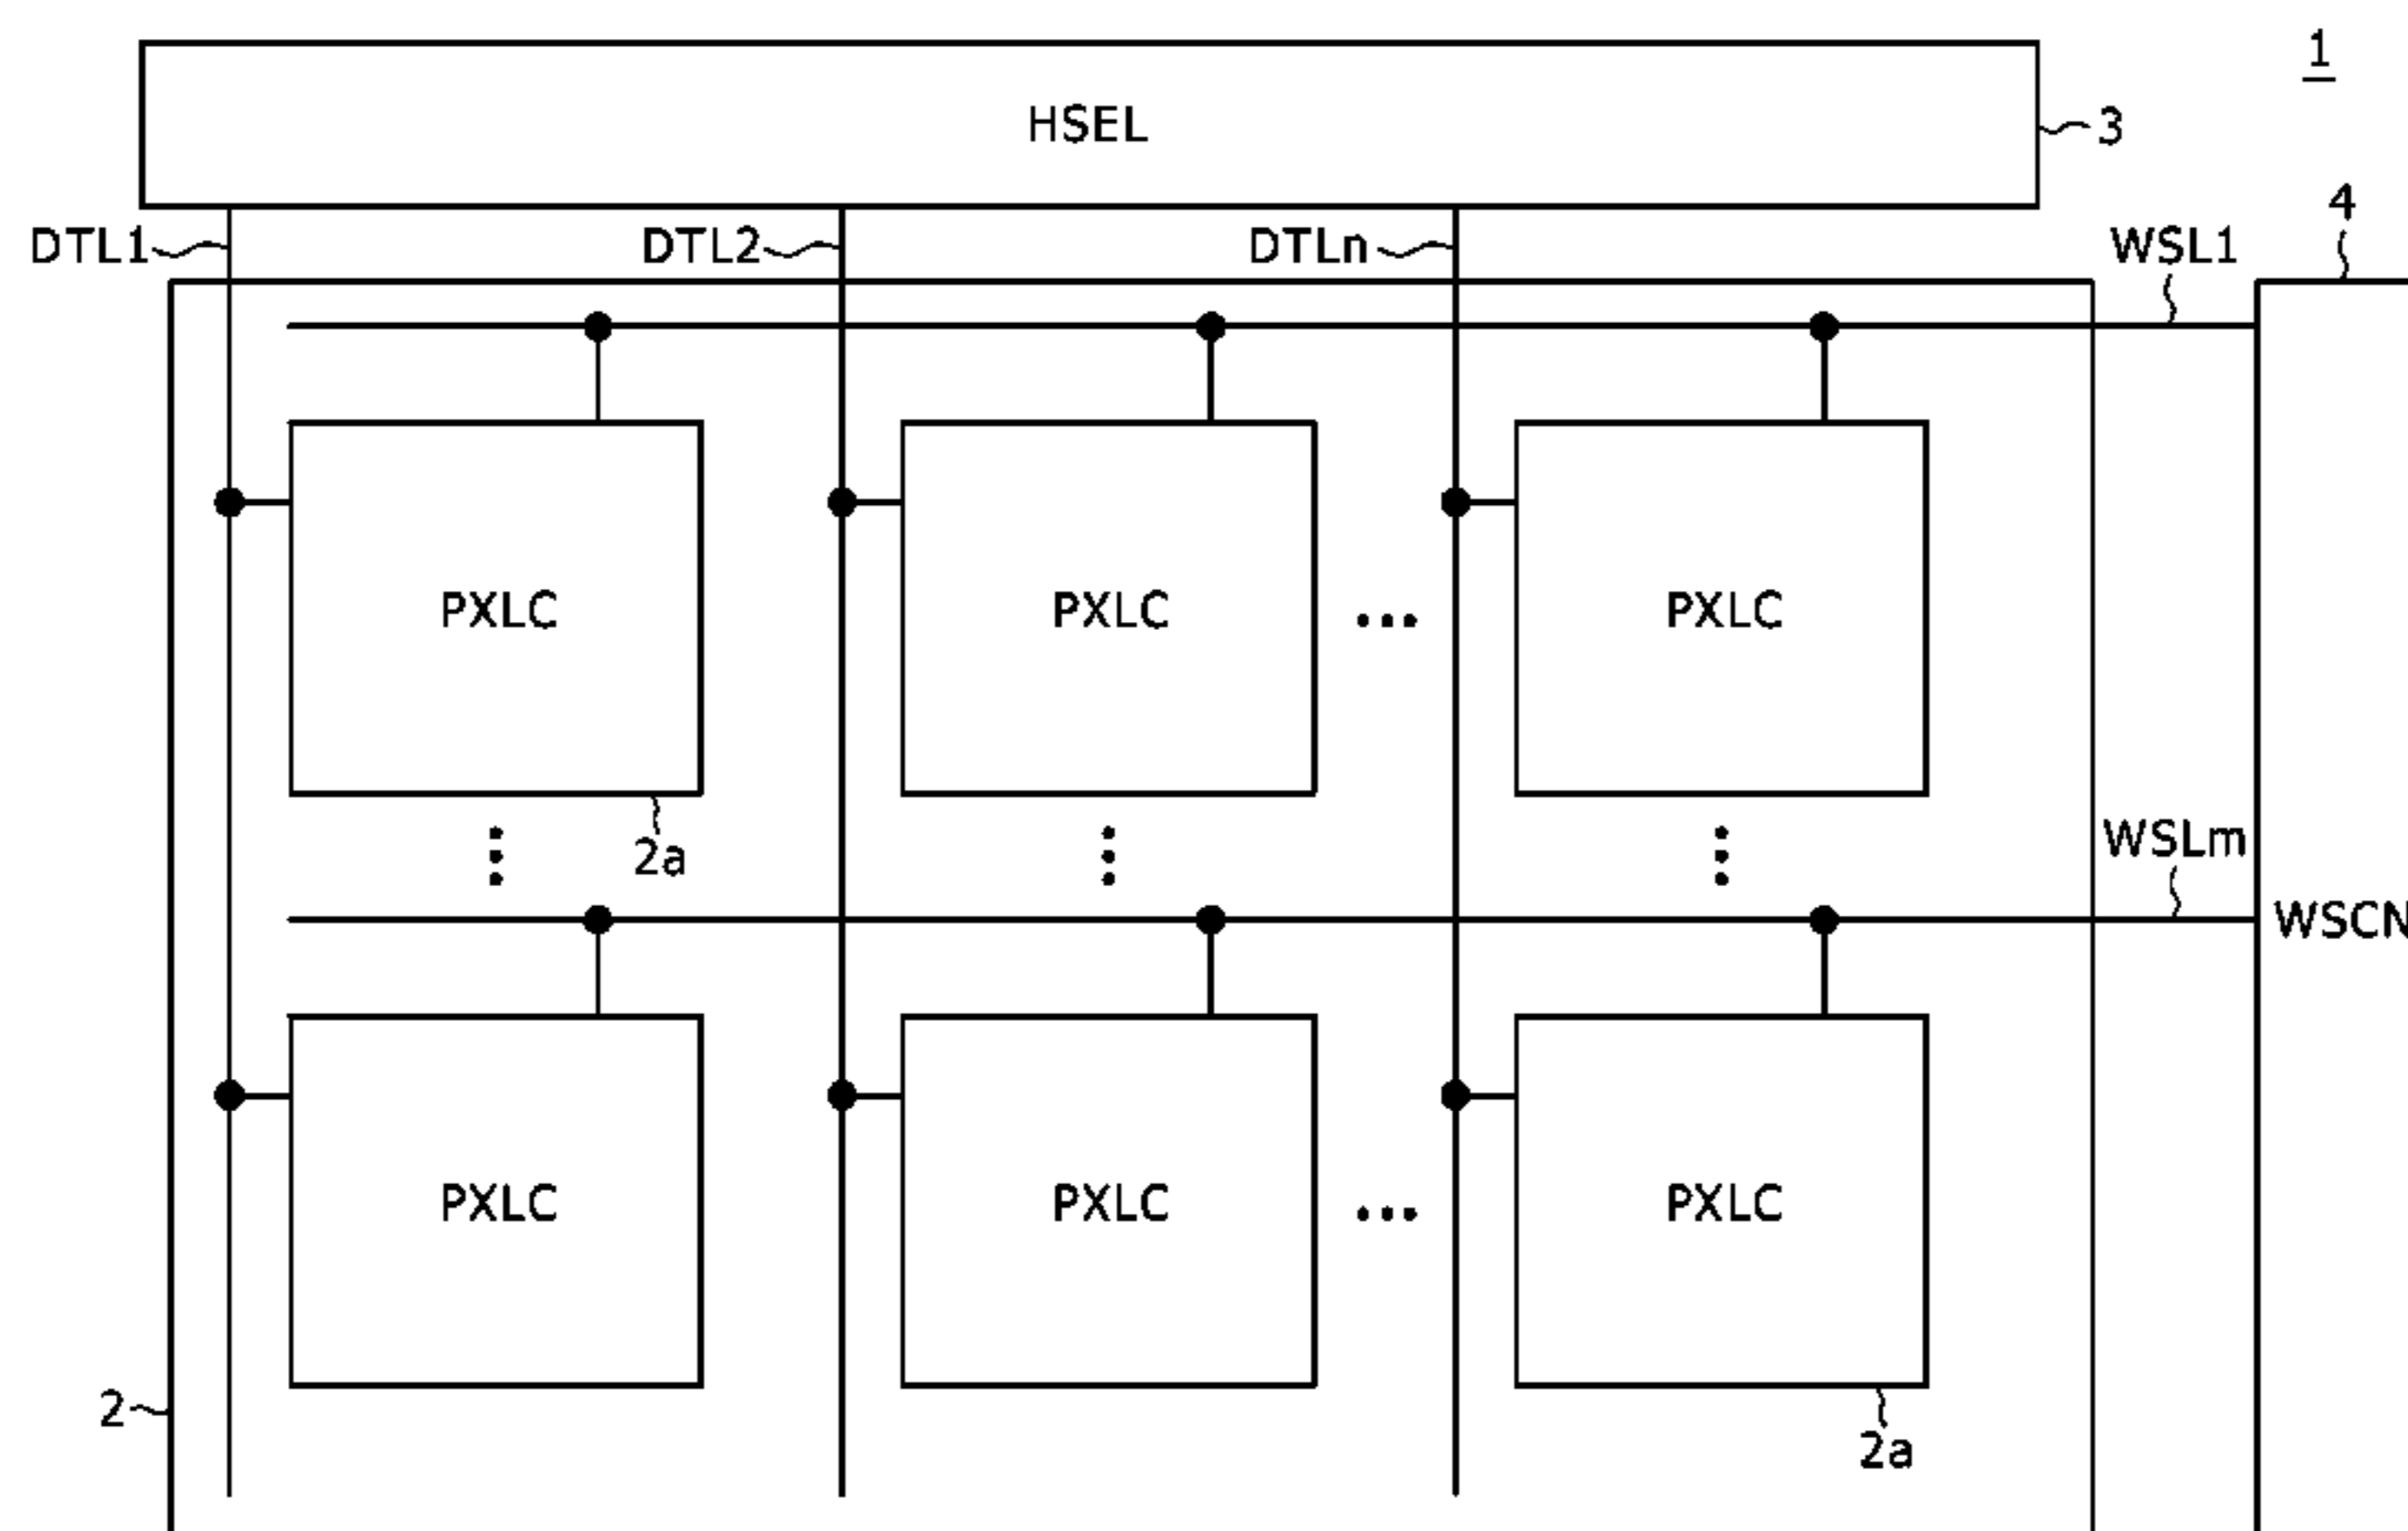 1
HSEL
3
4
DTL1 DTL2 DTLn WSL1
PXLC PXLC ... PXLC
2a
WSLm
WSCN
PXLC PXLC ... PXLC
2
2a